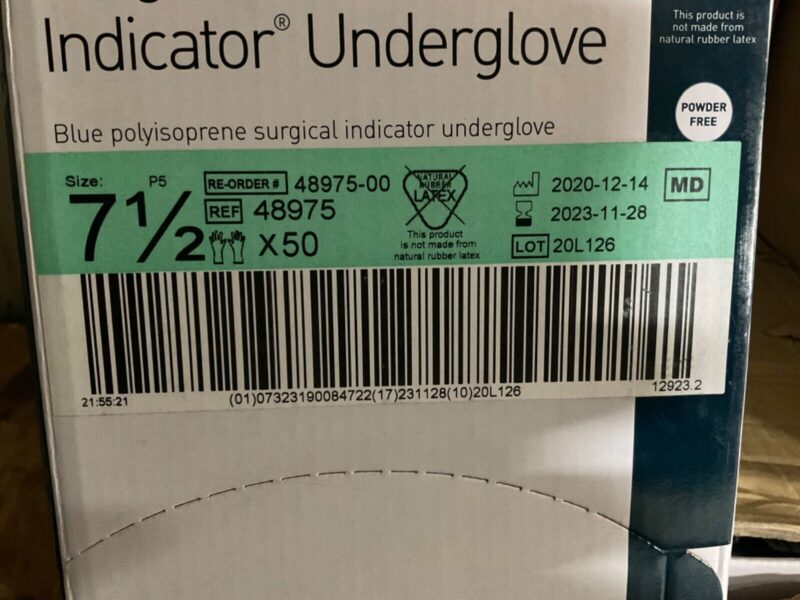 Indicator® Underglove
This product is
not made from
natural rubber latex
POWDER
FREE
Blue polyisoprene surgical indicator underglove
Size: P5
7 1/2
RE-ORDER # 48975-00
REF 48975
X50
NATURAL
RUBBER
LATEX
This product
is not made from
natural rubber latex
2020-12-14
MD
2023-11-28
LOT 20L126
21:55:21
(01)07323190084722(17)231128(10)20L126
12923.2